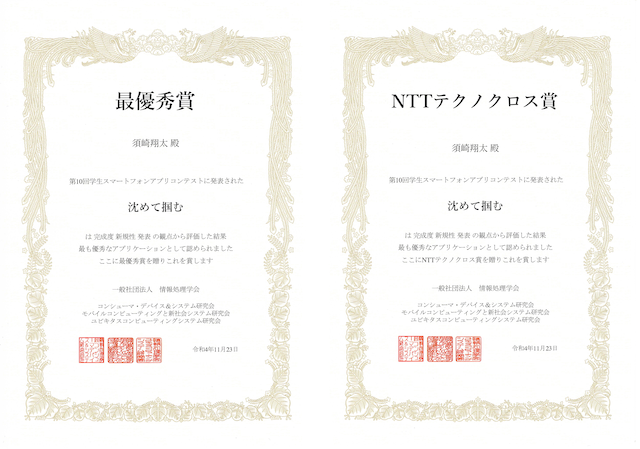 最優秀賞
須崎翔太 殿
第10回学生スマートフォンアプリコンテストに発表された
沈めて掴む
は 完成度 新規性 発表 の観点から評価した結果
最も優秀なアプリケーションとして認められました
ここに最優秀賞を贈りこれを賞します
一般社団法人　情報処理学会
コンシューマ・デバイス&システム研究会
モバイルコンピューティングと新社会システム研究会
ユビキタスコンピューティングシステム研究会
令和4年11月23日
NTTテクノクロス賞
須崎翔太 殿
第10回学生スマートフォンアプリコンテストに発表された
沈めて掴む
は 完成度 新規性 発表 の観点から評価した結果
最も優秀なアプリケーションとして認められました
ここにNTTテクノクロス賞を贈りこれを賞します
一般社団法人　情報処理学会
コンシューマ・デバイス&システム研究会
モバイルコンピューティングと新社会システム研究会
ユビキタスコンピューティングシステム研究会
令和4年11月23日